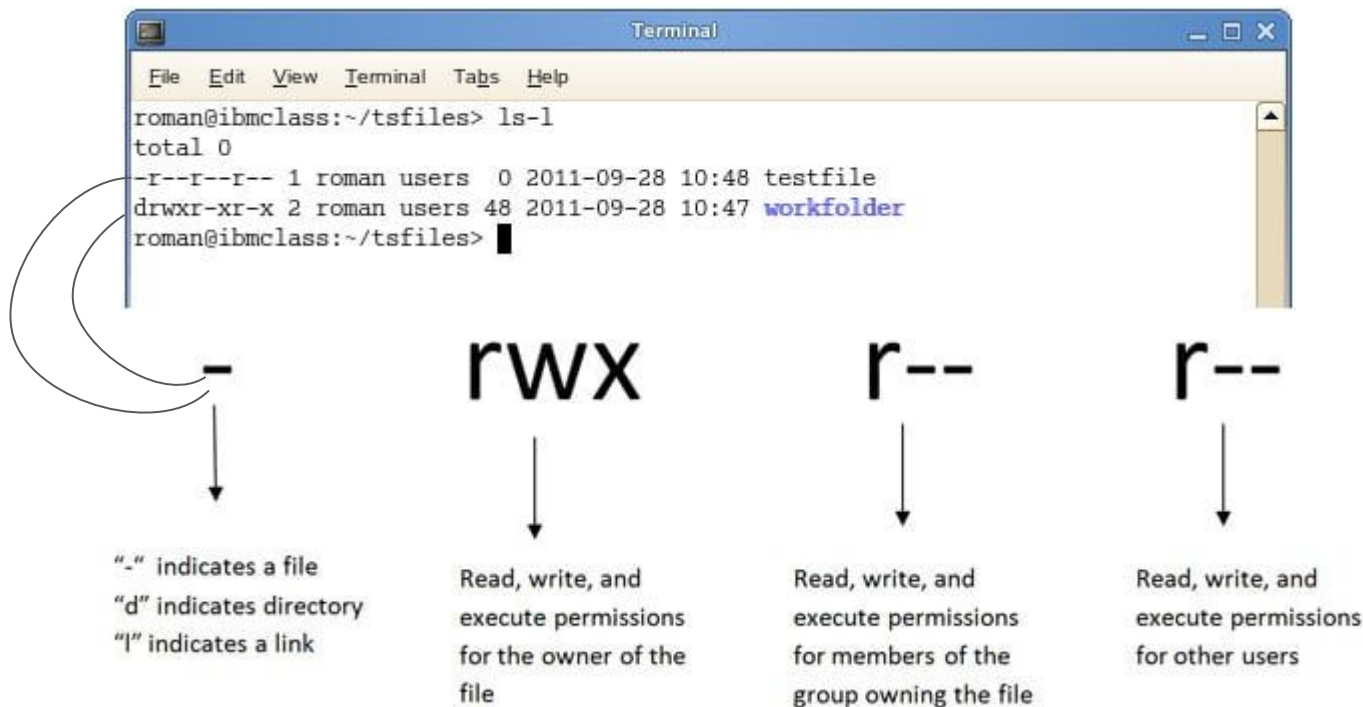 Terminal
File Edit View Terminal Tabs Help
roman@ibmclass:~/tsfiles> ls-l
total 0
-r--r--r-- 1 roman users  0 2011-09-28 10:48 testfile
drwxr-xr-x 2 roman users 48 2011-09-28 10:47 workfolder
roman@ibmclass:~/tsfiles>
- rwx r-- r--
"-" indicates a file
"d" indicates directory
"l" indicates a link
Read, write, and
execute permissions
for the owner of the
file
Read, write, and
execute permissions
for members of the
group owning the file
Read, write, and
execute permissions
for other users